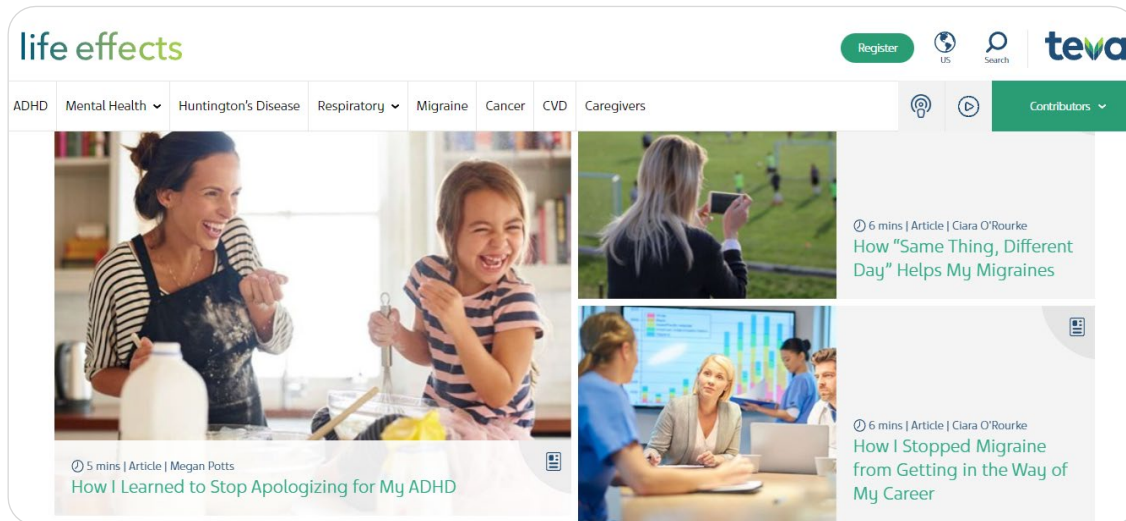 life effects
Register
US
Search
teva
ADHD
Mental Health
Huntington's Disease
Respiratory
Migraine
Cancer
CVD
Caregivers
Contributors
5 mins | Article | Megan Potts
How I Learned to Stop Apologizing for My ADHD
6 mins | Article | Ciara O'Rourke
How "Same Thing, Different
Day" Helps My Migraines
6 mins | Article | Ciara O'Rourke
How I Stopped Migraine
from Getting in the Way of
My Career